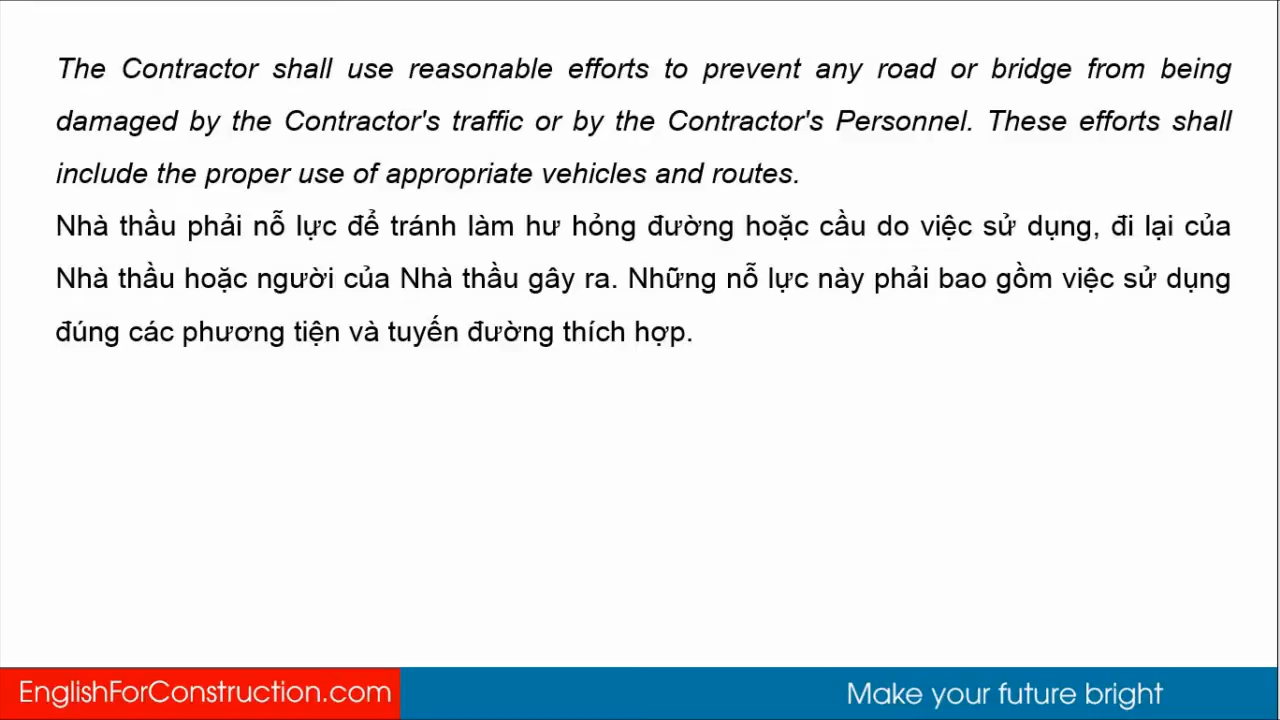 The Contractor shall use reasonable efforts to prevent any road or bridge from being
damaged by the Contractor's traffic or by the Contractor's Personnel. These efforts shall
include the proper use of appropriate vehicles and routes.
Nhà thầu phải nỗ lực để tránh làm hư hỏng đường hoặc cầu do việc sử dụng, đi lại của
Nhà thầu hoặc người của Nhà thầu gây ra. Những nỗ lực này phải bao gồm việc sử dụng
đúng các phương tiện và tuyến đường thích hợp.
EnglishForConstruction.com
Make your future bright